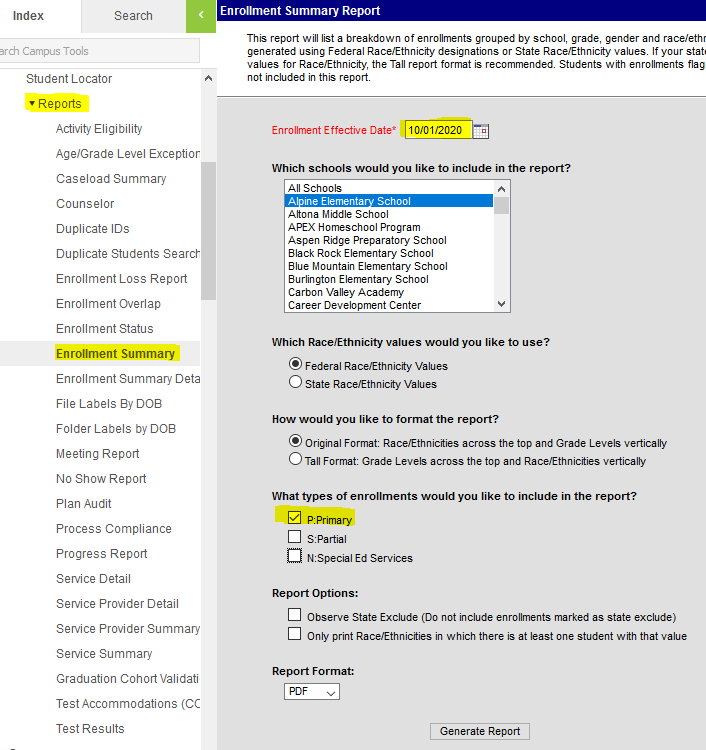 Index
Search
<
rch Campus Tools
Student Locator
Reports
Activity Eligibility
Age/Grade Level Exception
Caseload Summary
Counselor
Duplicate IDs
Duplicate Students Search
Enrollment Loss Report
Enrollment Overlap
Enrollment Status
Enrollment Summary
Enrollment Summary Deta
File Labels By DOB
Folder Labels by DOB
Meeting Report
No Show Report
Plan Audit
Process Compliance
Progress Report
Service Detail
Service Provider Detail
Service Provider Summary
Service Summary
Graduation Cohort Validati
Test Accommodations (CO
Test Results
Enrollment Summary Report
This report will list a breakdown of enrollments grouped by school, grade, gender and race/ethn
generated using Federal Race/Ethnicity designations or State Race/Ethnicity values. If your state
values for Race/Ethnicity, the Tall report format is recommended. Students with enrollments flag
not included in this report.
Enrollment Effective Date* 10/01/2020
Which schools would you like to include in the report?
All Schools
Alpine Elementary School
Altona Middle School
APEX Homeschool Program
Aspen Ridge Preparatory School
Black Rock Elementary School
Blue Mountain Elementary School
Burlington Elementary School
Carbon Valley Academy
Career Development Center
Which Race/Ethnicity values would you like to use?
Federal Race/Ethnicity Values
State Race/Ethnicity Values
How would you like to format the report?
Original Format: Race/Ethnicities across the top and Grade Levels vertically
Tall Format: Grade Levels across the top and Race/Ethnicities vertically
What types of enrollments would you like to include in the report?
P:Primary
S:Partial
N:Special Ed Services
Report Options:
Observe State Exclude (Do not include enrollments marked as state exclude)
Only print Race/Ethnicities in which there is at least one student with that value
Report Format:
PDF
Generate Report